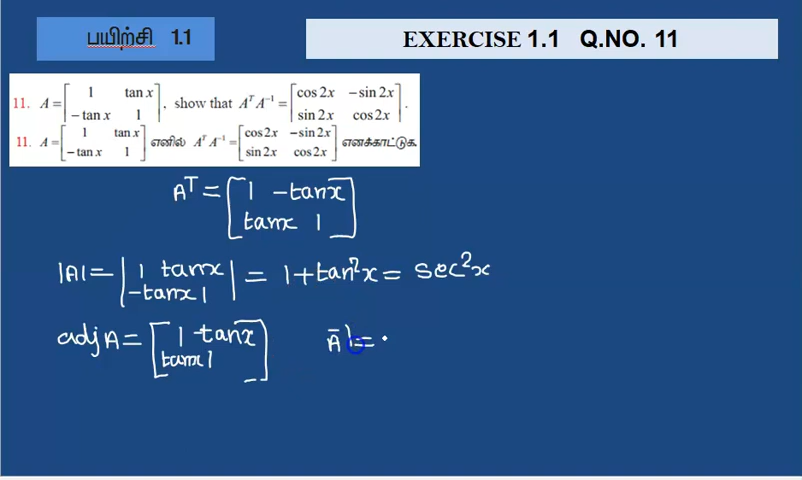 பயிற்சி 1.1
EXERCISE 1.1 Q.NO. 11
11. A = [1 tan x; −tan x 1], show that AᵀA⁻¹ = [cos 2x −sin 2x; sin 2x cos 2x].
11. A = [1 tan x; −tan x 1] எனில் Aᵀ A⁻¹ = [cos 2x −sin 2x; sin 2x cos 2x] எனக்காட்டுக.
Aᵀ = [1 −tanx; tanx 1]
|A| = |1 tanx; −tanx 1| = 1+tan²x = sec²x
adj A = [1 tanx; tanx 1] A⁻¹ =